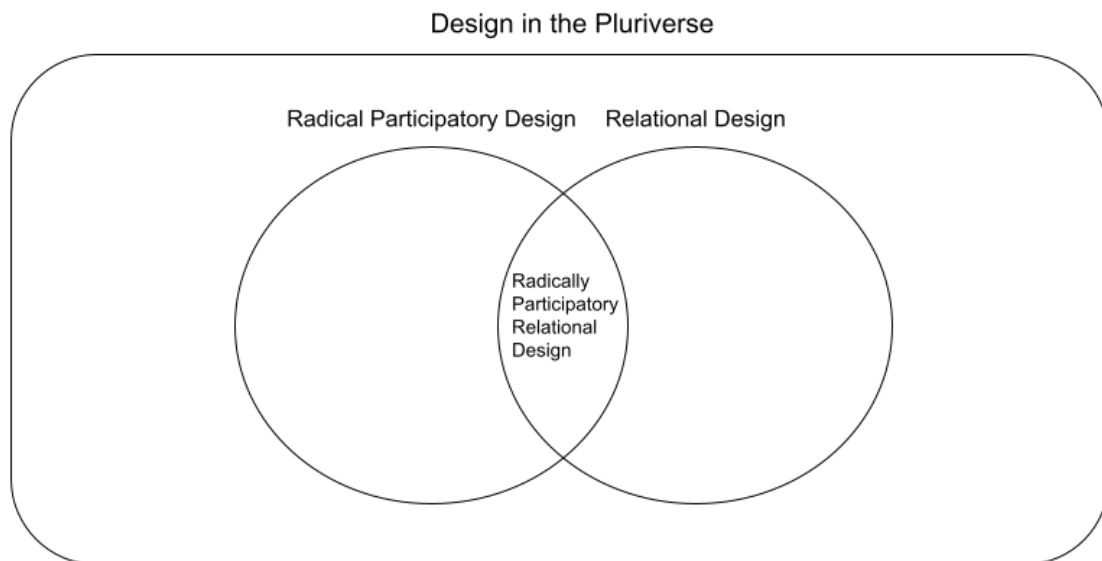 Design in the Pluriverse
Radical Participatory Design
Relational Design
Radically
Participatory
Relational
Design